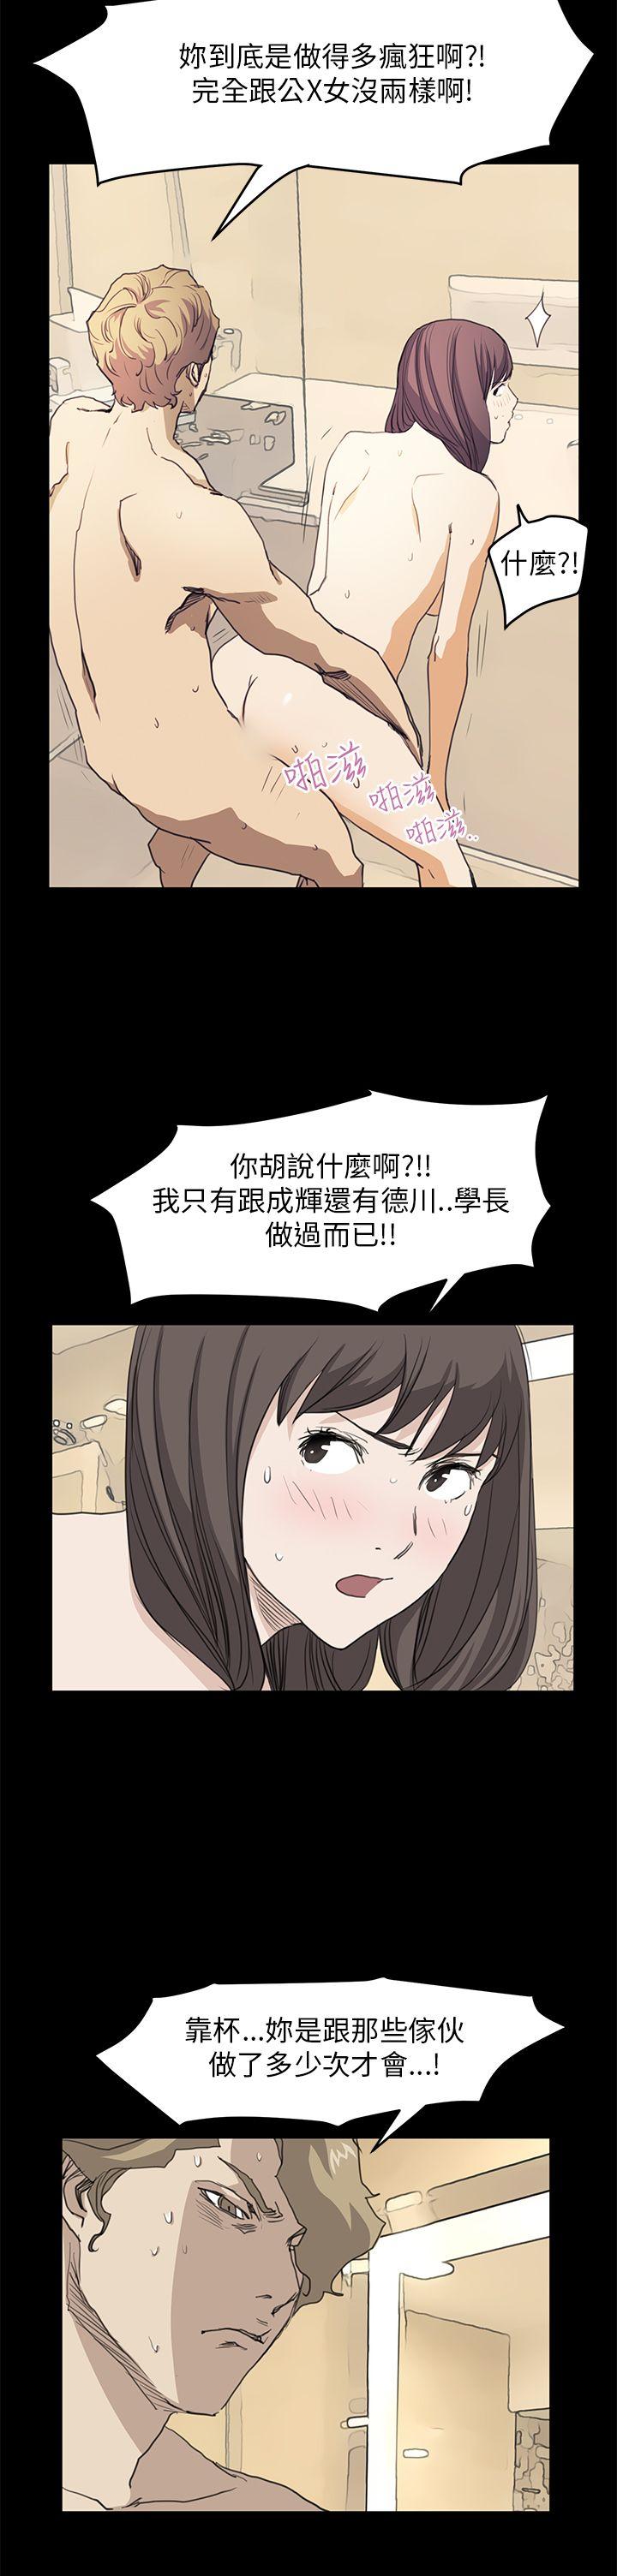 妳到底是做得多瘋狂啊?!
完全跟公X女沒兩樣啊!
什麼?!
啪滋
啪滋
啪滋..
你胡說什麼啊?!!
我只有跟成輝還有德川..學長
做過而已!!
靠杯...妳是跟那些傢伙
做了多少次才會...!